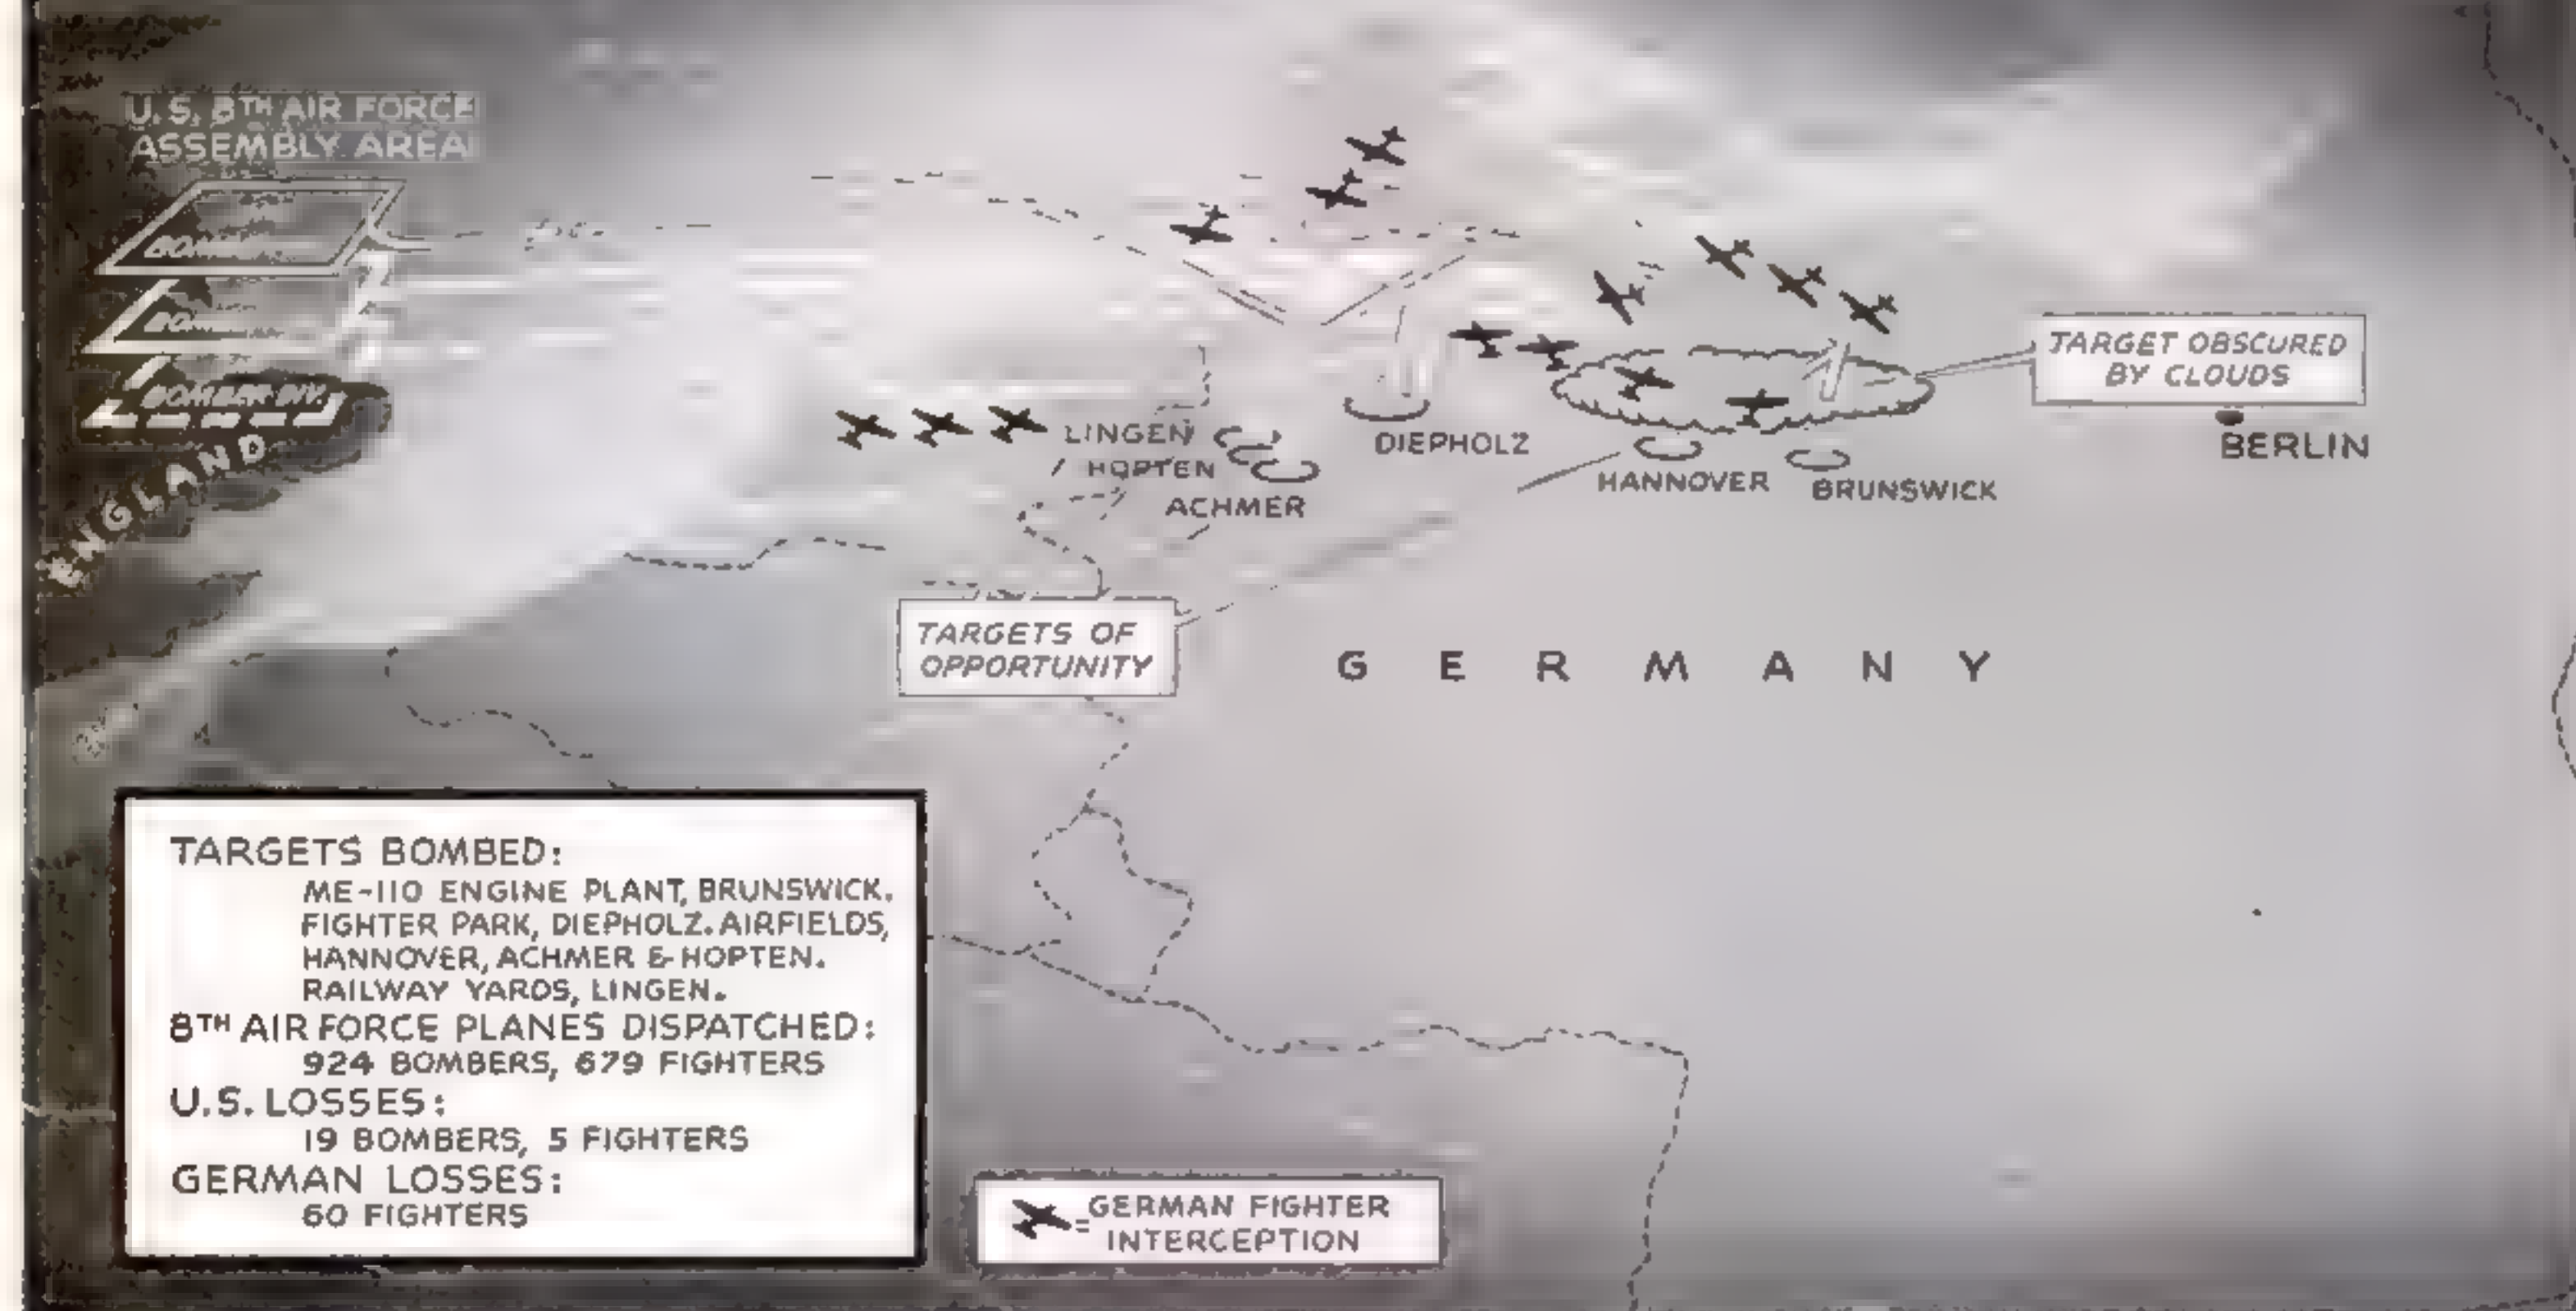 U.S. 8TH AIR FORCE
ASSEMBLY AREA
BOMBER DIV.
ENGLAND
LINGEN
HOPTEN
ACHMER
DIEPHOLZ
HANNOVER
BRUNSWICK
TARGET OBSCURED
BY CLOUDS
BERLIN
TARGETS OF
OPPORTUNITY
GERMANY
TARGETS BOMBED:
ME-110 ENGINE PLANT, BRUNSWICK.
FIGHTER PARK, DIEPHOLZ. AIRFIELDS,
HANNOVER, ACHMER & HOPTEN.
RAILWAY YARDS, LINGEN.
8TH AIR FORCE PLANES DISPATCHED:
924 BOMBERS, 679 FIGHTERS
U.S. LOSSES:
19 BOMBERS, 5 FIGHTERS
GERMAN LOSSES:
60 FIGHTERS
= GERMAN FIGHTER
INTERCEPTION